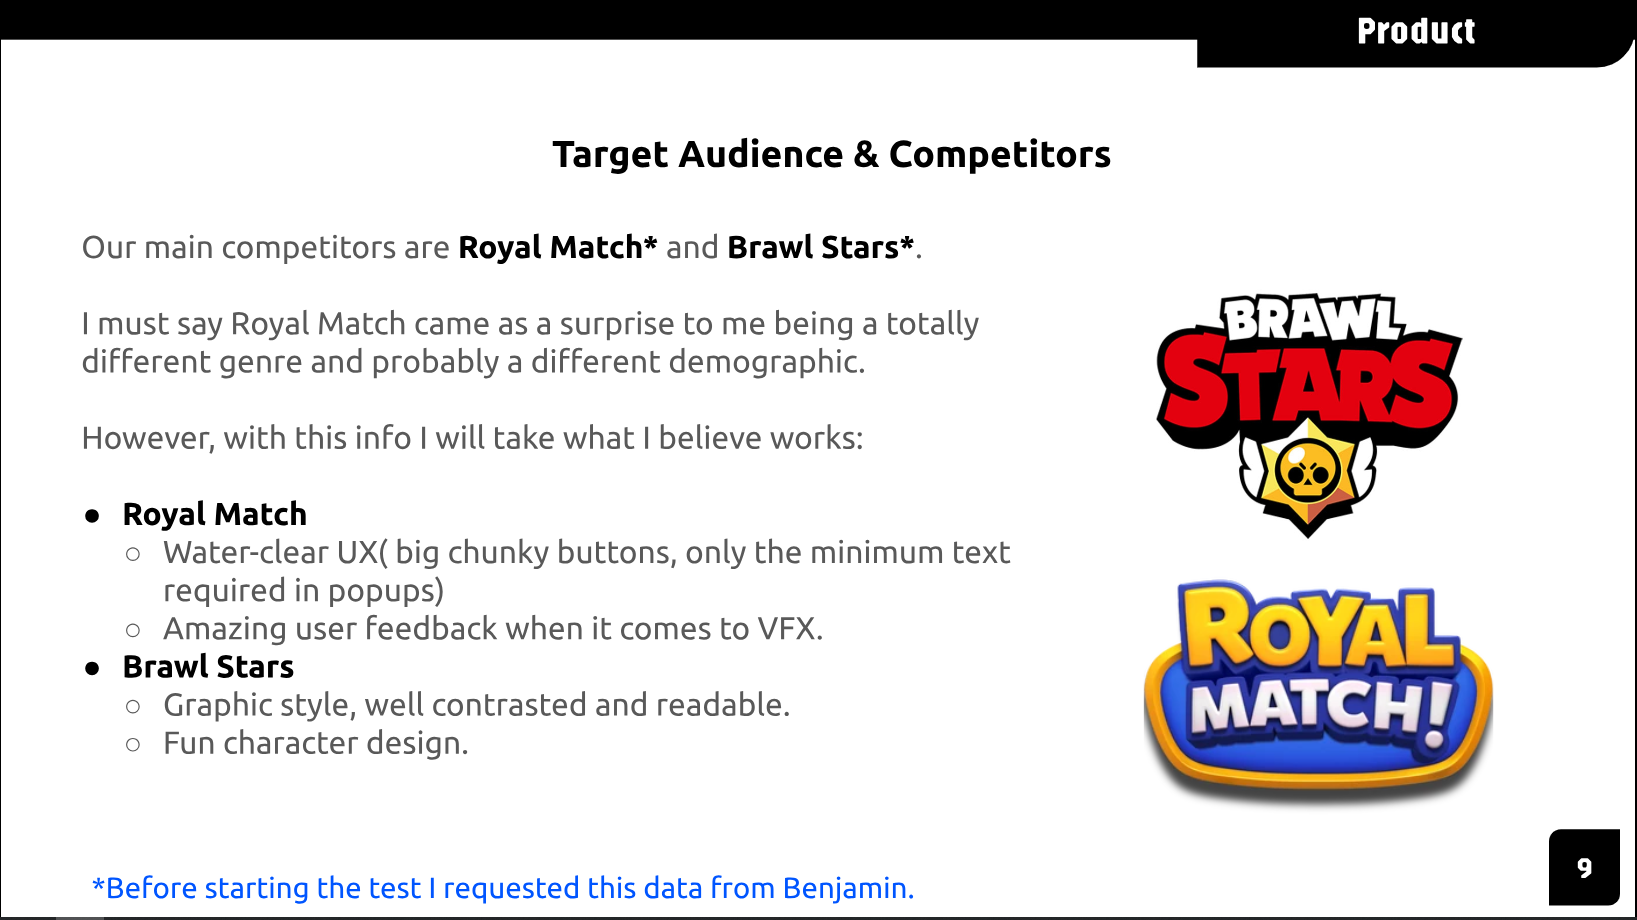 Product
Target Audience & Competitors
Our main competitors are Royal Match* and Brawl Stars*.
I must say Royal Match came as a surprise to me being a totally
different genre and probably a different demographic.
However, with this info I will take what I believe works:
● Royal Match
○ Water-clear UX( big chunky buttons, only the minimum text
required in popups)
○ Amazing user feedback when it comes to VFX.
● Brawl Stars
○ Graphic style, well contrasted and readable.
○ Fun character design.
BRAWL
STARS
ROYAL
MATCH!
*Before starting the test I requested this data from Benjamin.
9